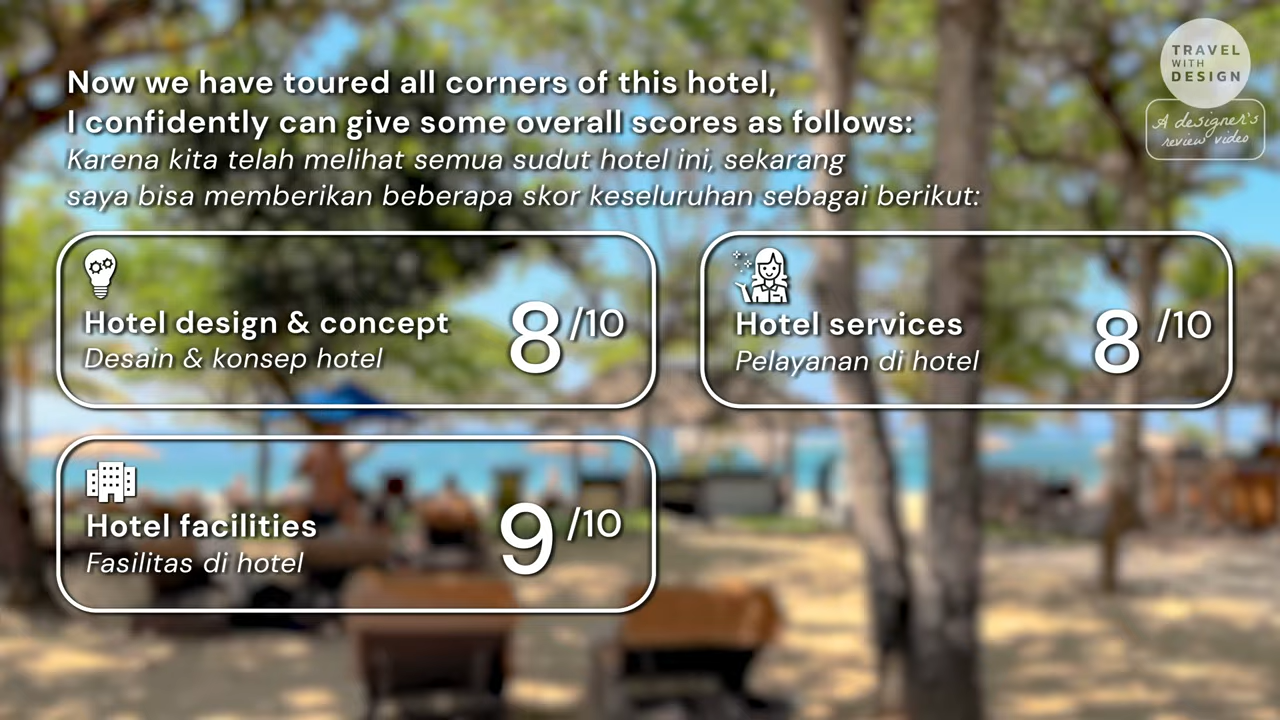 Now we have toured all corners of this hotel,
I confidently can give some overall scores as follows:
Karena kita telah melihat semua sudut hotel ini, sekarang
saya bisa memberikan beberapa skor keseluruhan sebagai berikut:
TRAVEL
WITH
DESIGN
A designer's
review video
Hotel design & concept
Desain & konsep hotel
8/10
Hotel services
Pelayanan di hotel
8/10
Hotel facilities
Fasilitas di hotel
9/10